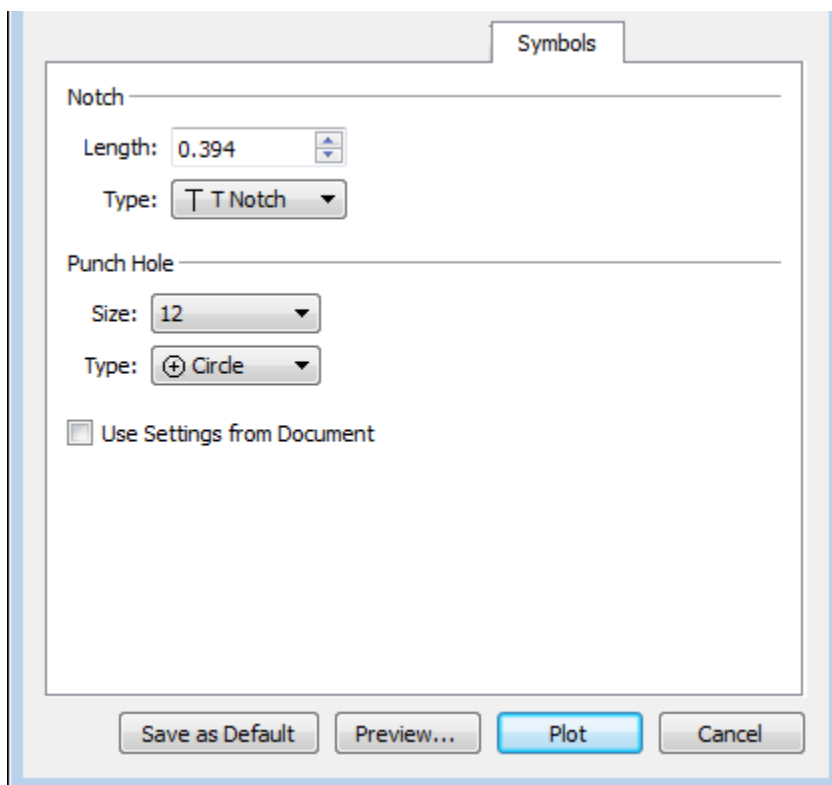 Symbols
Notch
Length: 0.394
Type: T Notch
Punch Hole
Size: 12
Type: Circle
Use Settings from Document
Save as Default Preview... Plot Cancel